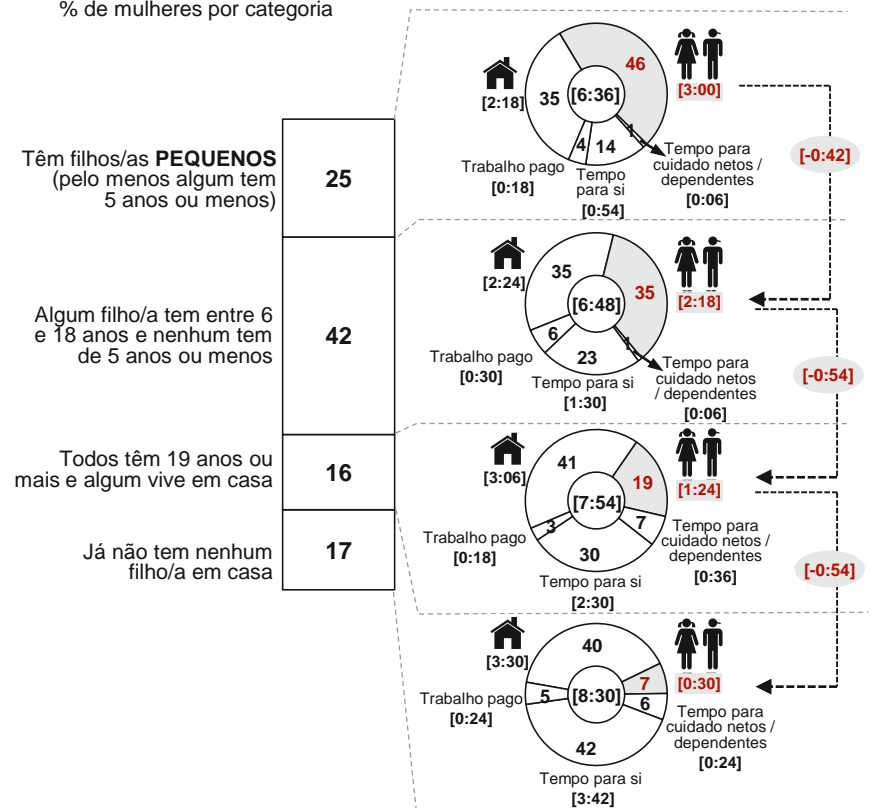 % de mulheres por categoria
Têm filhos/as PEQUENOS
(pelo menos algum tem
5 anos ou menos)
25
Algum filho/a tem entre 6
e 18 anos e nenhum tem
de 5 anos ou menos
42
Todos têm 19 anos ou
mais e algum vive em casa
16
Já não tem nenhum
filho/a em casa
17
[2:18]
35
[6:36]
46
[3:00]
1
4
14
Trabalho pago
[0:18]
Tempo
para si
[0:54]
Tempo para
cuidado netos /
dependentes
[0:06]
[-0:42]
[2:24]
35
[6:48]
35
[2:18]
1
6
23
Trabalho pago
[0:30]
Tempo para si
[1:30]
Tempo para
cuidado netos
/ dependentes
[0:06]
[-0:54]
[3:06]
41
[7:54]
19
[1:24]
3
7
30
Trabalho pago
[0:18]
Tempo para si
[2:30]
Tempo para
cuidado netos /
dependentes
[0:36]
[-0:54]
[3:30]
40
[8:30]
7
[0:30]
5
6
42
Trabalho pago
[0:24]
Tempo para si
[3:42]
Tempo para
cuidado netos /
dependentes
[0:24]